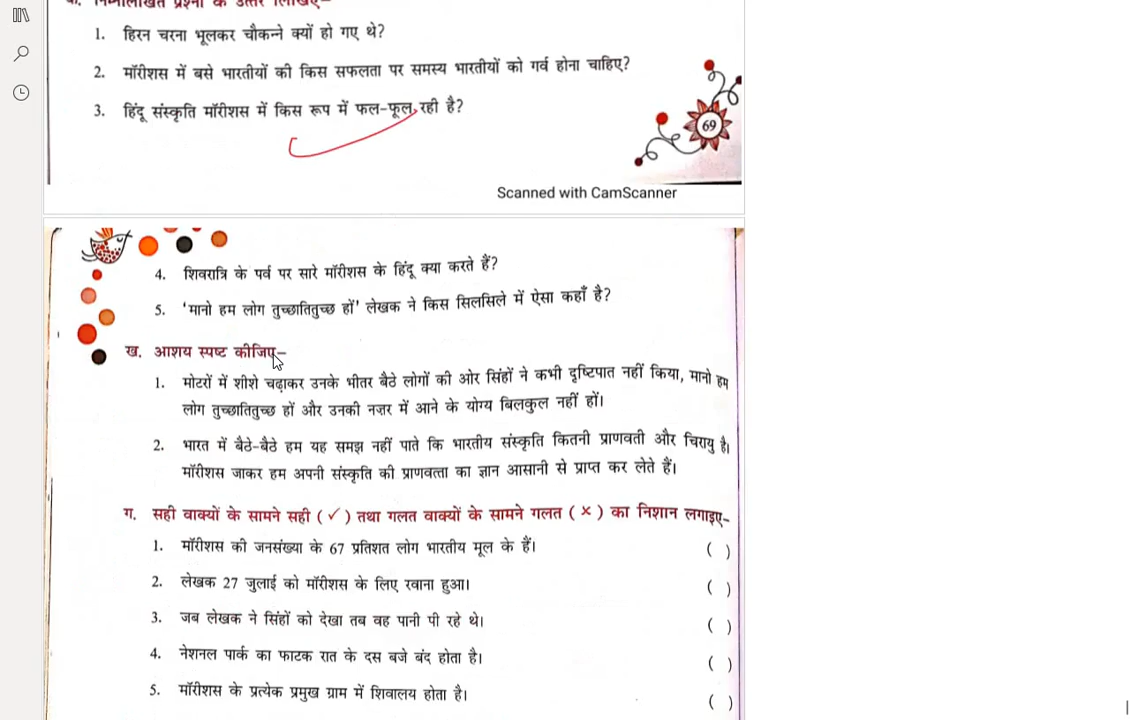 क. निम्नलिखित प्रश्नों के उत्तर लिखिए–
1. हिरन चरना भूलकर चौकन्ने क्यों हो गए थे?
2. मॉरीशस में बसे भारतीयों की किस सफलता पर समस्य भारतीयों को गर्व होना चाहिए?
3. हिंदू संस्कृति मॉरीशस में किस रूप में फल-फूल रही है?
69
Scanned with CamScanner
4. शिवरात्रि के पर्व पर सारे मॉरीशस के हिंदू क्या करते हैं?
5. 'मानो हम लोग तुच्छातितुच्छ हों' लेखक ने किस सिलसिले में ऐसा कहाँ है?
ख. आशय स्पष्ट कीजिए–
1. मोटरों में शीशे चढ़ाकर उनके भीतर बैठे लोगों की ओर सिंहों ने कभी दृष्टिपात नहीं किया, मानो हम
लोग तुच्छातितुच्छ हों और उनकी नज़र में आने के योग्य बिलकुल नहीं हों।
2. भारत में बैठे-बैठे हम यह समझ नहीं पाते कि भारतीय संस्कृति कितनी प्राणवती और चिरायु है।
मॉरीशस जाकर हम अपनी संस्कृति की प्राणवत्ता का ज्ञान आसानी से प्राप्त कर लेते हैं।
ग. सही वाक्यों के सामने सही (✓) तथा गलत वाक्यों के सामने गलत (×) का निशान लगाइए–
1. मॉरीशस की जनसंख्या के 67 प्रतिशत लोग भारतीय मूल के हैं। ( )
2. लेखक 27 जुलाई को मॉरीशस के लिए रवाना हुआ। ( )
3. जब लेखक ने सिंहों को देखा तब वह पानी पी रहे थे। ( )
4. नेशनल पार्क का फाटक रात के दस बजे बंद होता है। ( )
5. मॉरीशस के प्रत्येक प्रमुख ग्राम में शिवालय होता है। ( )